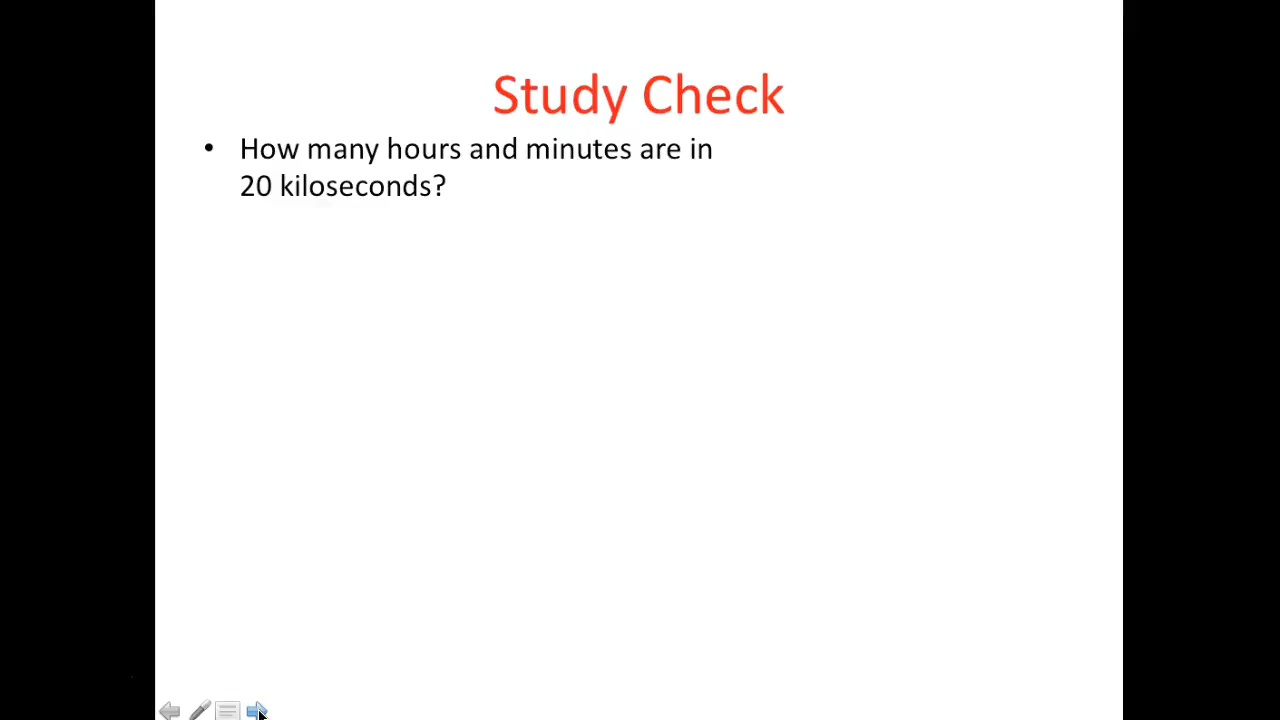 Study Check
• How many hours and minutes are in
20 kiloseconds?